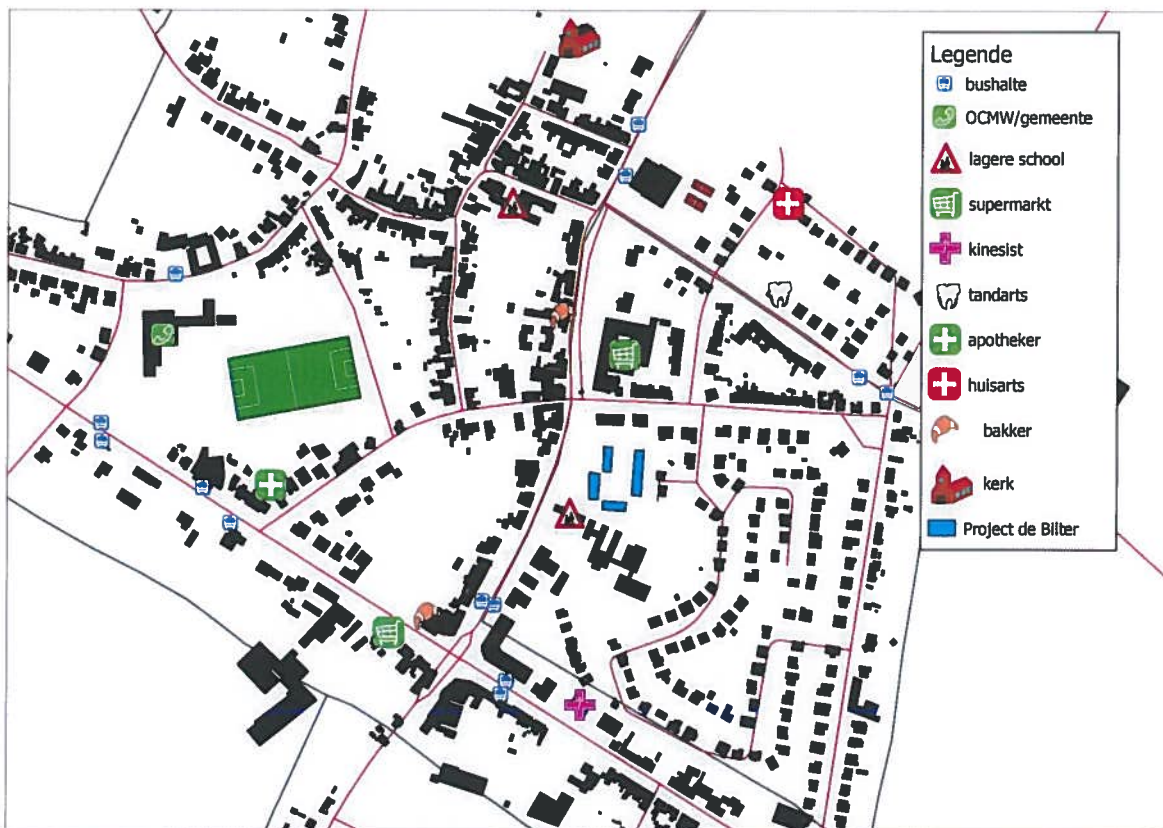 Legende
bushalte
OCMW/gemeente
lagere school
supermarkt
kinesist
tandarts
apotheker
huisarts
bakker
kerk
Project de Bilter